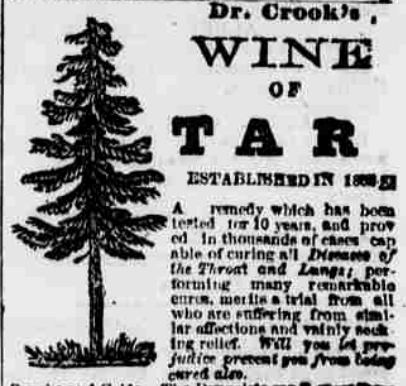 Dr. Crook's
WINE
OF
TAR
ESTABLISHED IN
A remedy which has been
tested for 10 years, and prov
ed in thousands of cases cap
able of curing all Diseases of
the Throat and Lungs; per-
forming many remarkable
cures, merits a trial from all
who are suffering from simi-
lar affections and vainly seek
ing relief. Will you let pre-
judice prevent you from being
cured also.